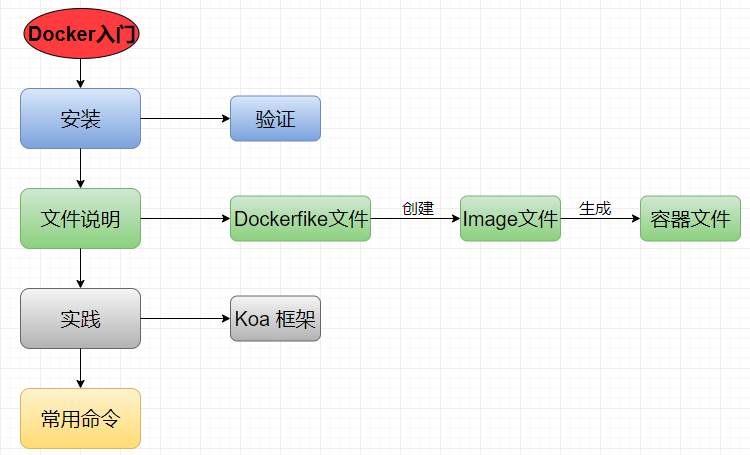 Docker入门
安装
验证
文件说明
Dockerfike文件
创建
Image文件
生成
容器文件
实践
Koa 框架
常用命令